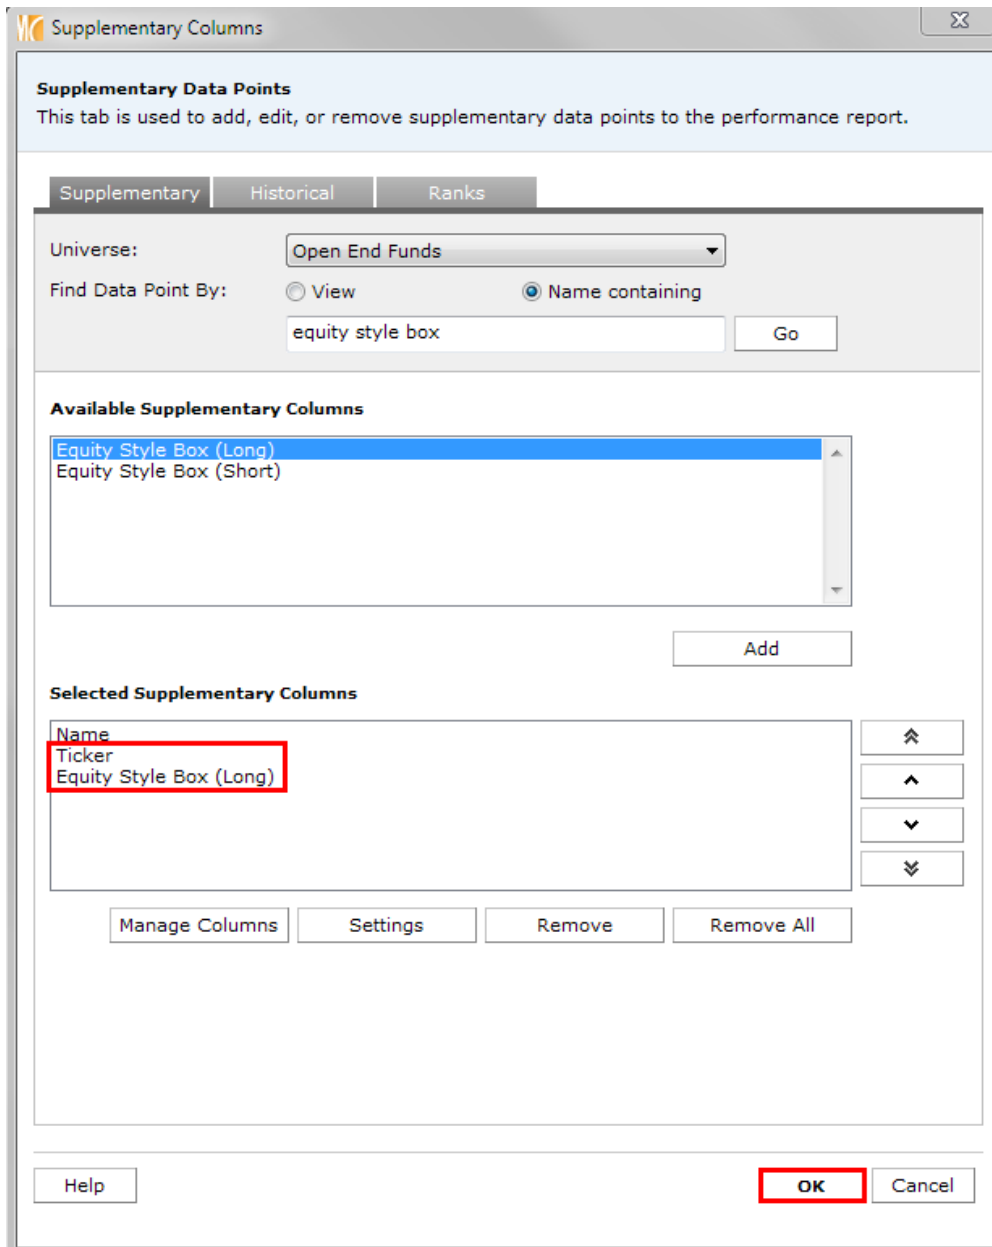 Supplementary Columns
Supplementary Data Points
This tab is used to add, edit, or remove supplementary data points to the performance report.
Supplementary Historical Ranks
Universe: Open End Funds
Find Data Point By: View Name containing
equity style box Go
Available Supplementary Columns
Equity Style Box (Long)
Equity Style Box (Short)
Add
Selected Supplementary Columns
Name
Ticker
Equity Style Box (Long)
Manage Columns Settings Remove Remove All
Help OK Cancel